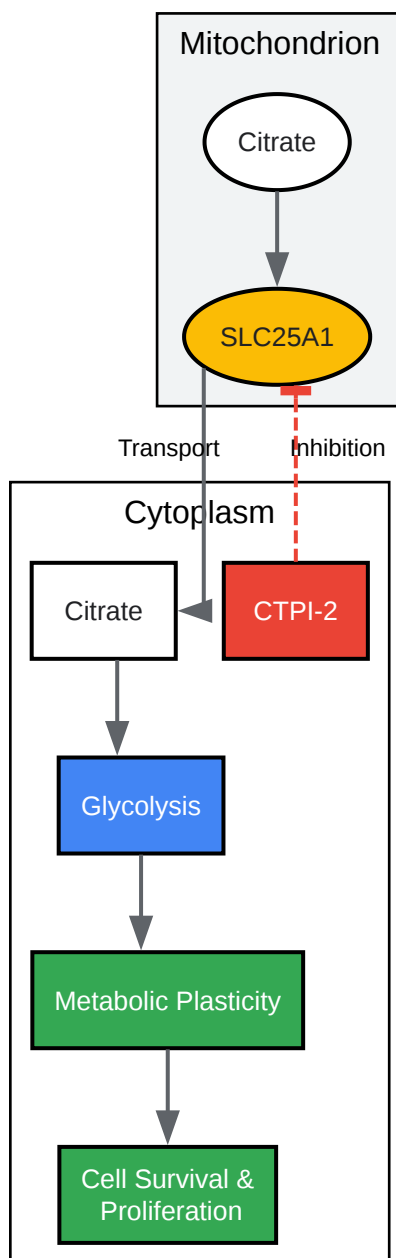 Mitochondrion
Citrate
SLC25A1
Transport
Inhibition
Cytoplasm
Citrate
CTPI-2
Glycolysis
Metabolic Plasticity
Cell Survival &
Proliferation